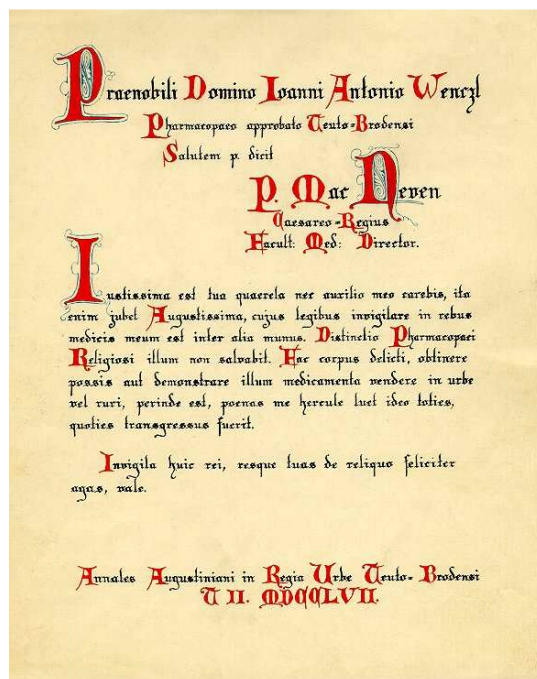 Praenobili Domino Ioanni Antonio Wenczl
Pharmacopaeo approbato Teuto-Brodensi
Salutem p. dicit
P. Mac Neven
Caesareo-Regius
Facult: Med: Director.
Iustissima est tua quaerela nec auxilio meo carebis, ita
enim jubet Augustissima, cujus legibus invigilare in rebus
medicis meum est inter alia munus. Distinctio Pharmacopaei
Religiosi illum non salvabit. Fac corpus delicti, obtinere
possis aut demonstrare illum medicamenta vendere in urbe
vel ruri, perinde est, poenas me hercule luet ideo toties,
quoties transgressus fuerit.
Invigila huic rei, resque tuas de reliquo feliciter
agas, vale.
Annales Augustiniani in Regia Urbe Teuto-Brodensi
T II. MDCCLVII.